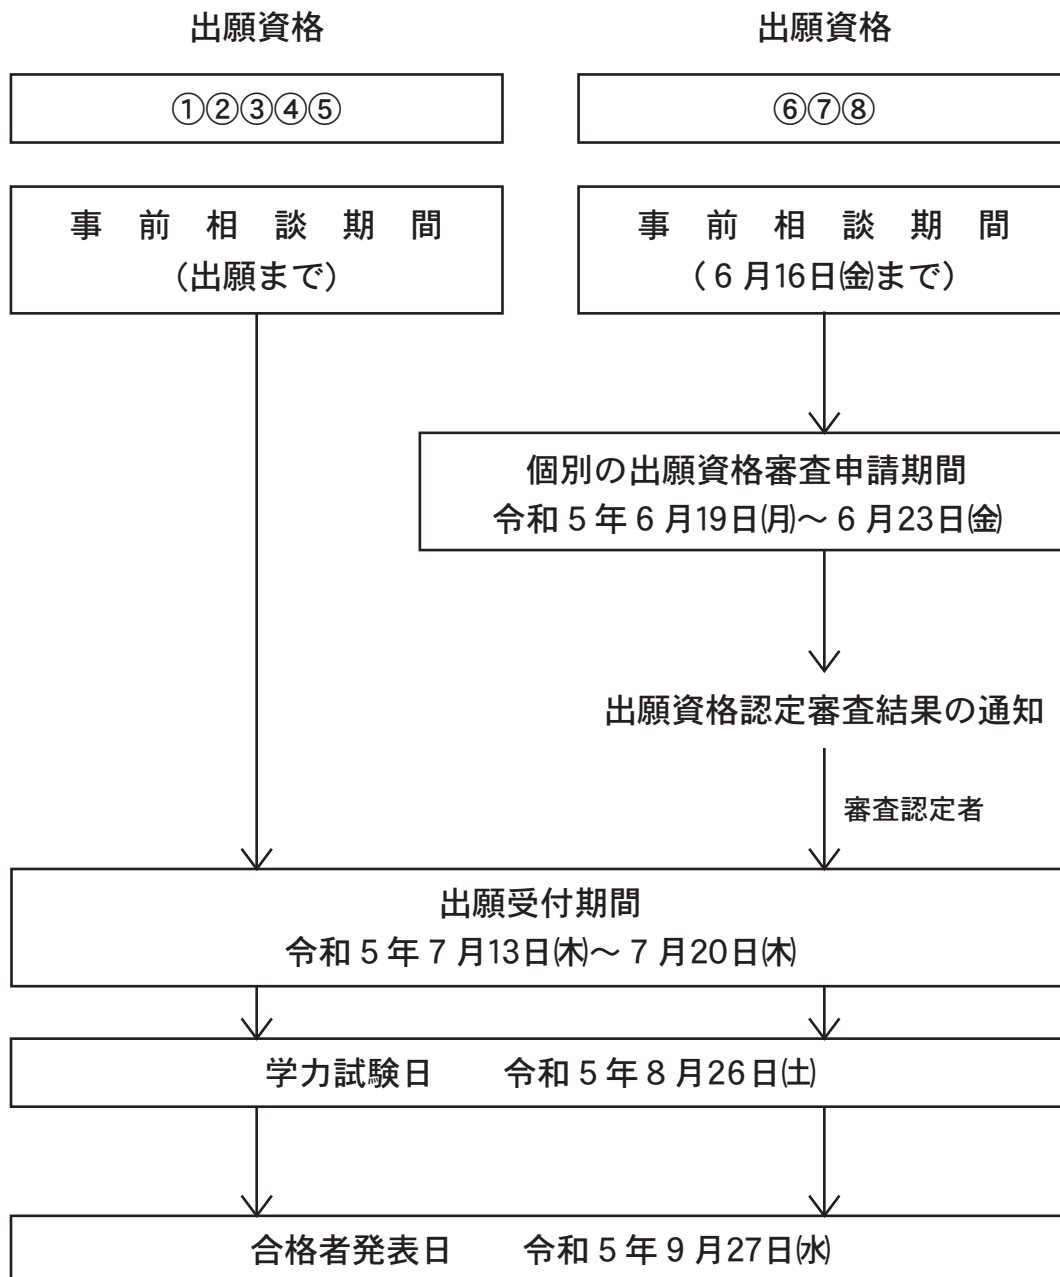 出願資格
①②③④⑤
事前相談期間
(出願まで)
出願資格
⑥⑦⑧
事前相談期間
(6月16日㈮まで)
個別の出願資格審査申請期間
令和5年6月19日㈪～6月23日㈮
出願資格認定審査結果の通知
審査認定者
出願受付期間
令和5年7月13日㈭～7月20日㈭
学力試験日　　令和5年8月26日㈯
合格者発表日　　令和5年9月27日㈬